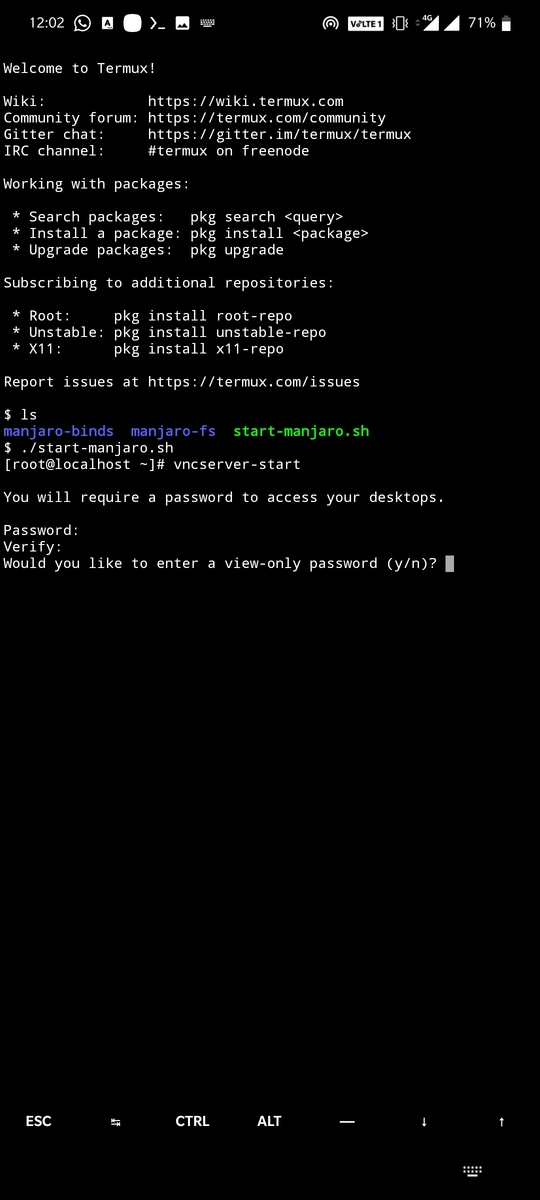 12:02 VoLTE 1 4G 71%
Welcome to Termux!
Wiki: https://wiki.termux.com
Community forum: https://termux.com/community
Gitter chat: https://gitter.im/termux/termux
IRC channel: #termux on freenode
Working with packages:
* Search packages: pkg search <query>
* Install a package: pkg install <package>
* Upgrade packages: pkg upgrade
Subscribing to additional repositories:
* Root: pkg install root-repo
* Unstable: pkg install unstable-repo
* X11: pkg install x11-repo
Report issues at https://termux.com/issues
$ ls
manjaro-binds manjaro-fs start-manjaro.sh
$ ./start-manjaro.sh
[root@localhost ~]# vncserver-start
You will require a password to access your desktops.
Password:
Verify:
Would you like to enter a view-only password (y/n)?
ESC CTRL ALT — ↓ ↑